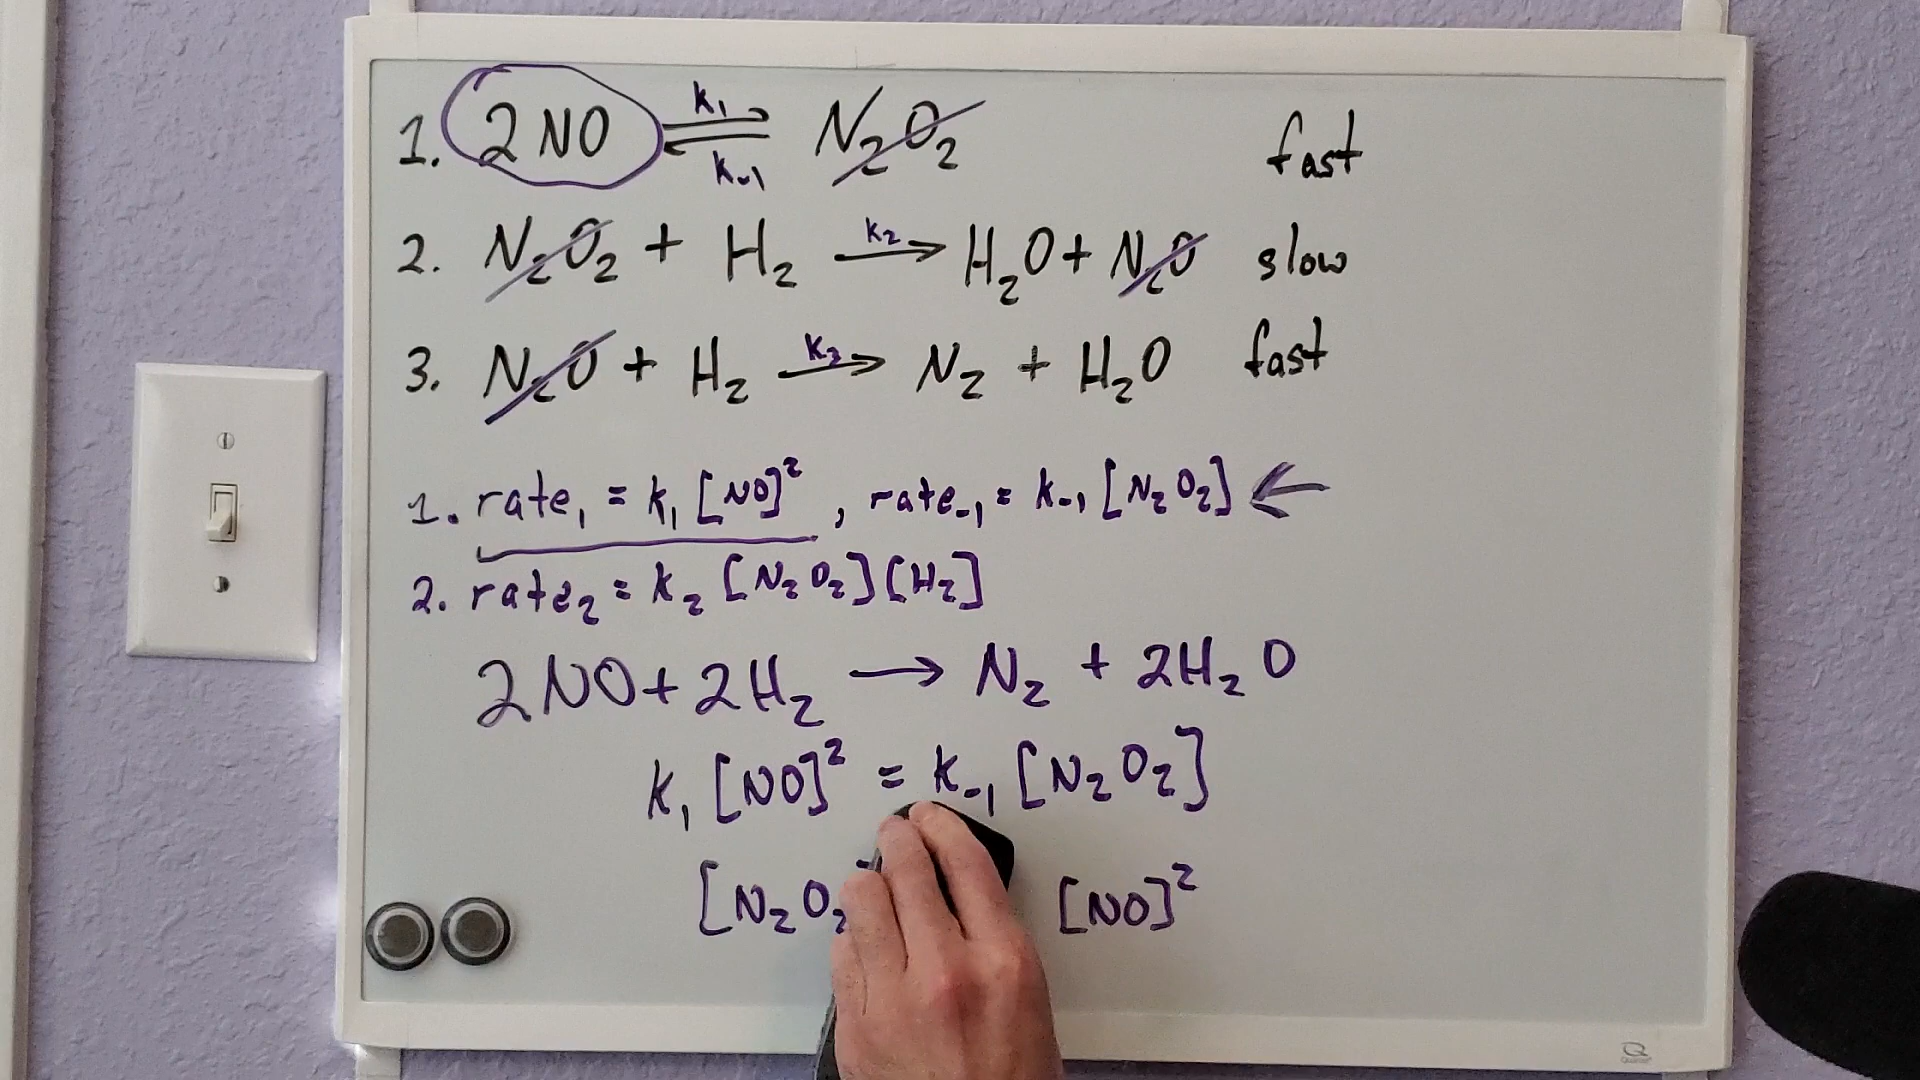 1. 2NO ⇌ N₂O₂ fast
k₁
k₋₁
2. N₂O₂ + H₂ → H₂O + N₂O slow
k₂
3. N₂O + H₂ → N₂ + H₂O fast
k₃
1. rate₁ = k₁[NO]², rate₋₁ = k₋₁[N₂O₂] ←
2. rate₂ = k₂[N₂O₂][H₂]
2NO + 2H₂ → N₂ + 2H₂O
k₁[NO]² = k₋₁[N₂O₂]
[N₂O₂ [NO]²